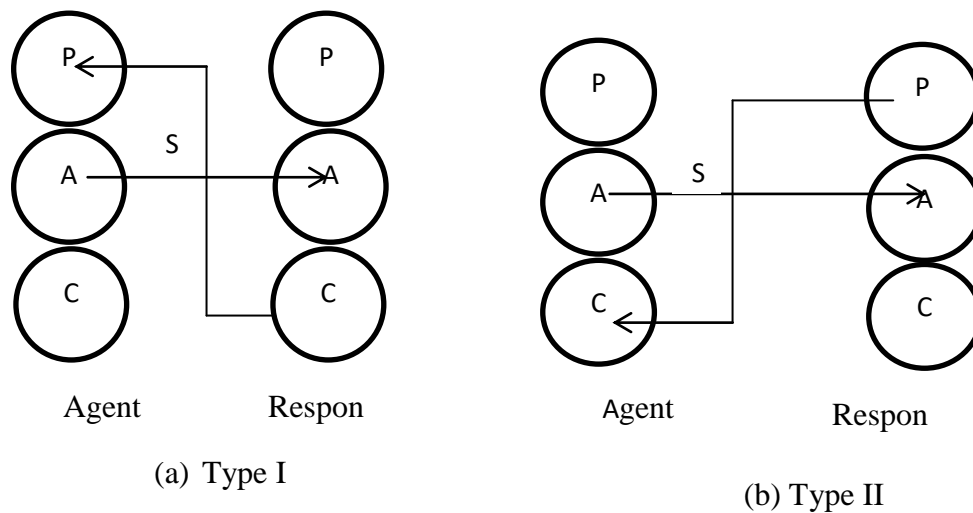 P P
A S A
C C
Agent Respon
(a) Type I
P P
A S A
C C
Agent Respon
(b) Type II